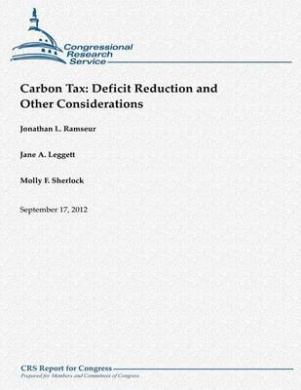 Congressional
Research
Service
Carbon Tax: Deficit Reduction and
Other Considerations
Jonathan L. Ramseur
Jane A. Leggett
Molly F. Sherlock
September 17, 2012
CRS Report for Congress
Prepared for Members and Committees of Congress